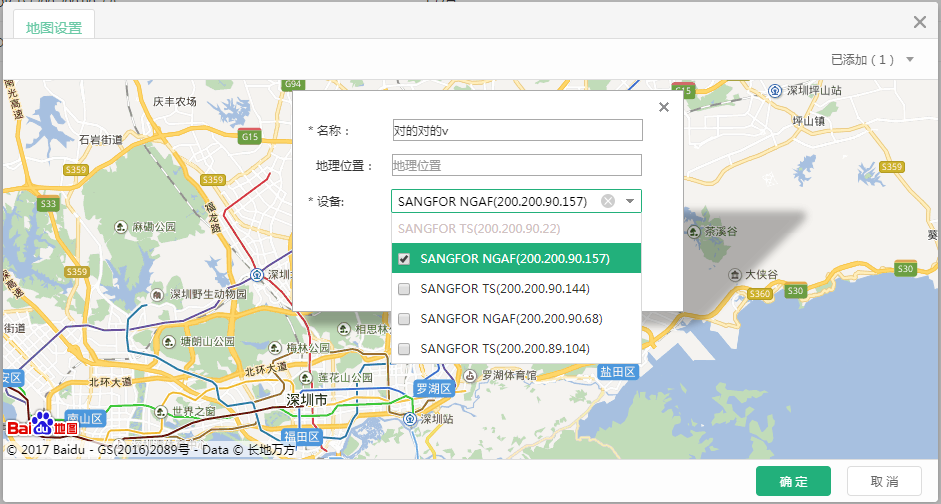 地图设置
已添加 ( 1 )
* 名称：
对的对的v
地理位置：
地理位置
* 设备:
SANGFOR NGAF(200.200.90.157)
SANGFOR TS(200.200.90.22)
SANGFOR NGAF(200.200.90.157)
SANGFOR TS(200.200.90.144)
SANGFOR NGAF(200.200.90.68)
SANGFOR TS(200.200.89.104)
G94
G15
深圳坪山站
庆丰农场
坪山镇
石岩街道
G15
S359
S359
S359
S33
福龙路
麻磡公园
茶溪谷
大侠谷
S30
S360
S30
深圳野生动物园
街道
塘朗山公园
相思林公
梅林公园
北环大道
北环大道
莲花山公园
罗湖体育馆
盐田区
罗湖区
深圳市
世界之窗
南山区
深圳站
福田区
Bai du 地图
© 2017 Baidu - GS(2016)2089号 - Data © 长地万方
确 定
取 消